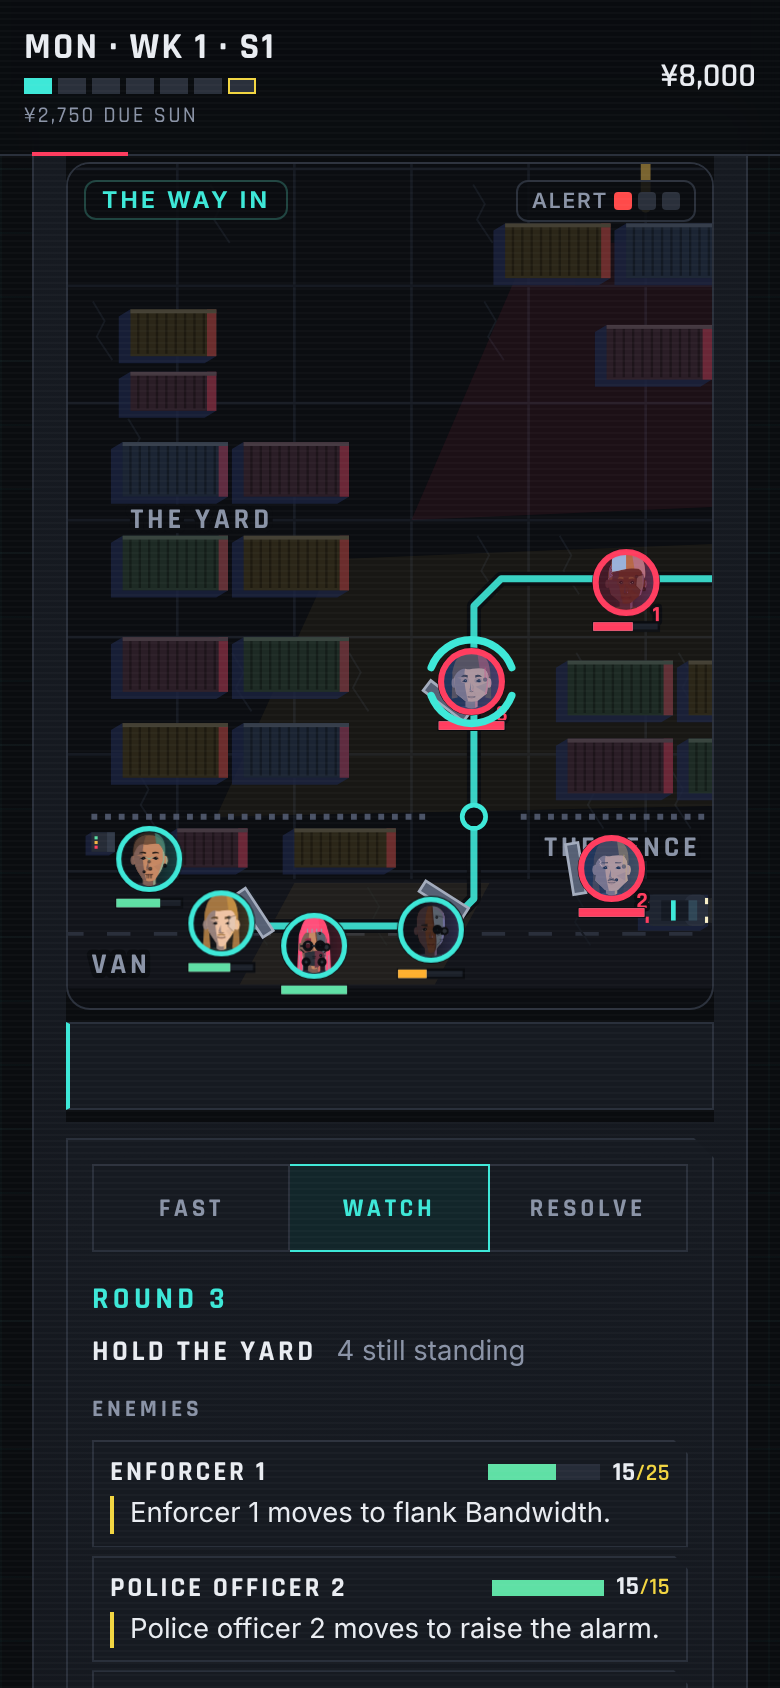 MON · WK 1 · S1
¥8,000
¥2,750 DUE SUN
THE WAY IN
ALERT
THE YARD
1
2
VAN
FAST
WATCH
RESOLVE
ROUND 3
HOLD THE YARD 4 still standing
ENEMIES
ENFORCER 1 15/25
Enforcer 1 moves to flank Bandwidth.
POLICE OFFICER 2 15/15
Police officer 2 moves to raise the alarm.